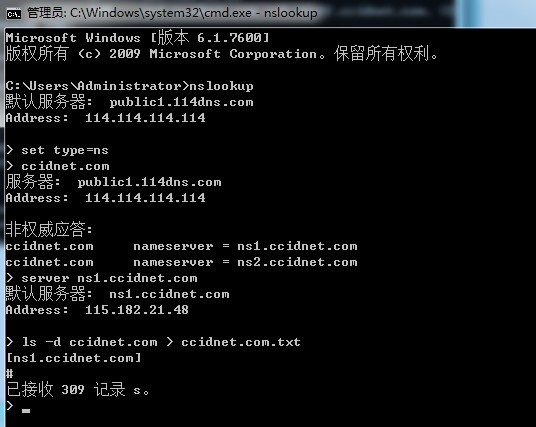 管理员: C:\Windows\system32\cmd.exe - nslookup
Microsoft Windows [版本 6.1.7600]
版权所有 (c) 2009 Microsoft Corporation。保留所有权利。
C:\Users\Administrator>nslookup
默认服务器:  public1.114dns.com
Address:  114.114.114.114
> set type=ns
> ccidnet.com
服务器:  public1.114dns.com
Address:  114.114.114.114
非权威应答:
ccidnet.com     nameserver = ns1.ccidnet.com
ccidnet.com     nameserver = ns2.ccidnet.com
> server ns1.ccidnet.com
默认服务器:  ns1.ccidnet.com
Address:  115.182.21.48
> ls -d ccidnet.com > ccidnet.com.txt
[ns1.ccidnet.com]
#
已接收 309 记录 s。
> _